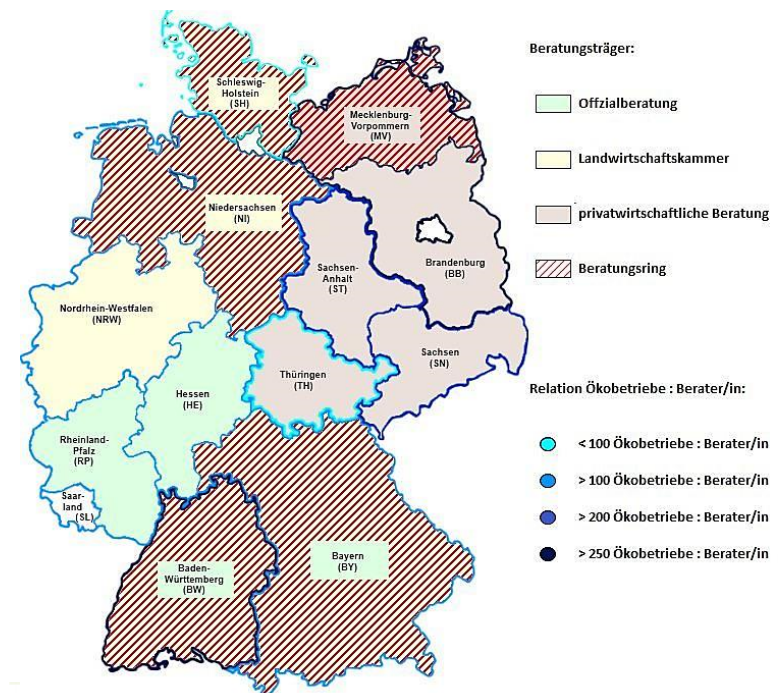 Beratungsträger:
Offzialberatung
Landwirtschaftskammer
privatwirtschaftliche Beratung
Beratungsring
Relation Ökobetriebe : Berater/in:
< 100 Ökobetriebe : Berater/in
> 100 Ökobetriebe : Berater/in
> 200 Ökobetriebe : Berater/in
> 250 Ökobetriebe : Berater/in
Schleswig-
Holstein
(SH)
Mecklenburg-
Vorpommern
(MV)
Niedersachsen
(NI)
Sachsen-
Anhalt
(ST)
Brandenburg
(BB)
Nordrhein-Westfalen
(NRW)
Sachsen
(SN)
Thüringen
(TH)
Hessen
(HE)
Rheinland-
Pfalz
(RP)
Saar-
land
(SL)
Baden-
Württemberg
(BW)
Bayern
(BY)